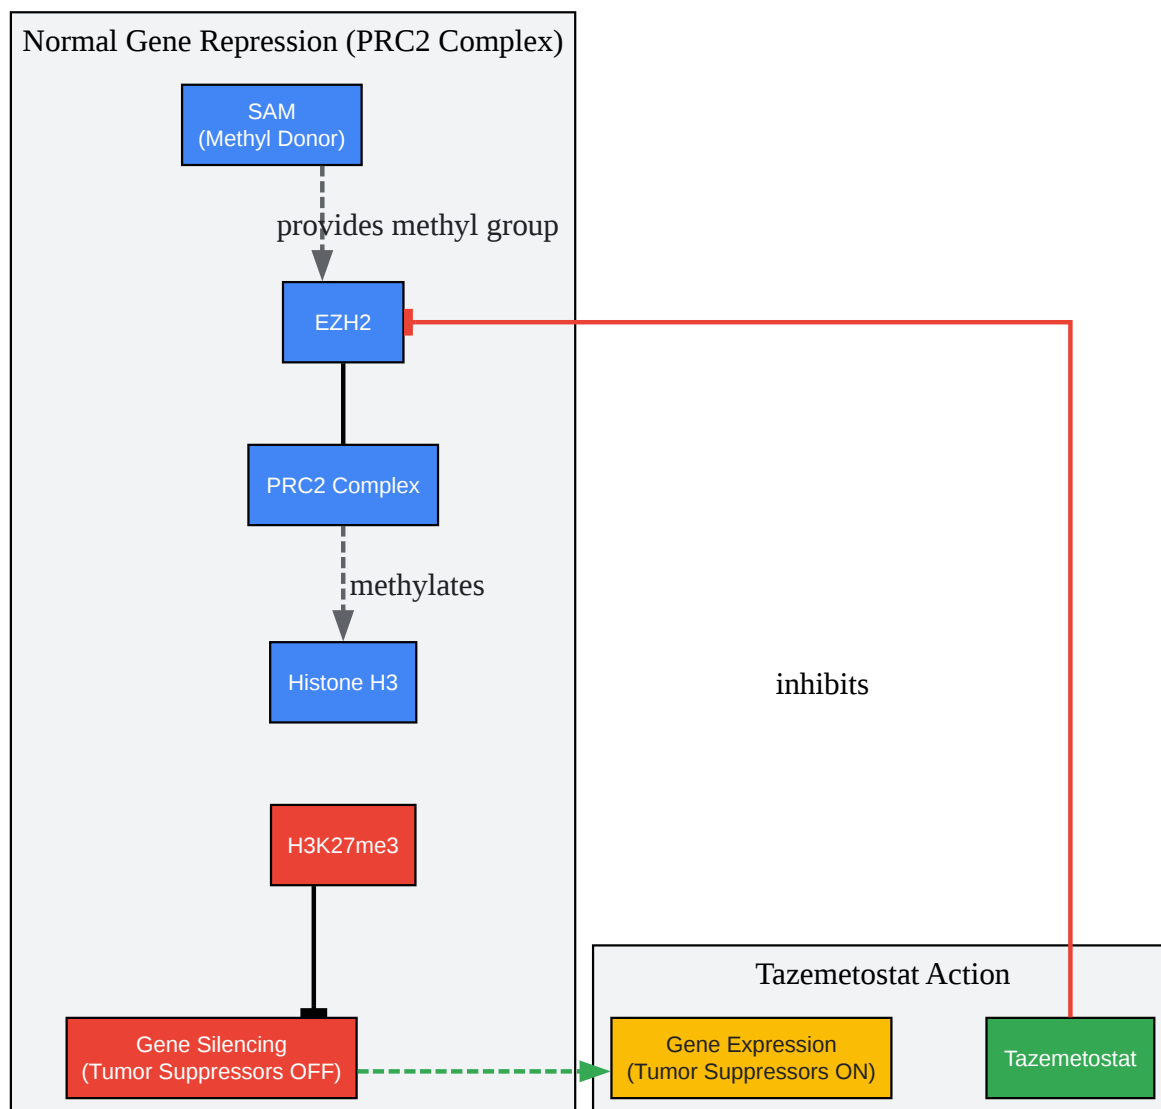 Normal Gene Repression (PRC2 Complex)
SAM
(Methyl Donor)
provides methyl group
EZH2
PRC2 Complex
methylates
Histone H3
inhibits
H3K27me3
Tazemetostat Action
Gene Silencing
(Tumor Suppressors OFF)
Gene Expression
(Tumor Suppressors ON)
Tazemetostat